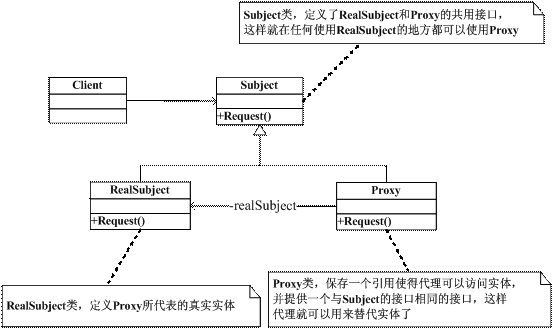 Subject类，定义了RealSubject和Proxy的共用接口，
这样就在任何使用RealSubject的地方都可以使用Proxy
Client
Subject
+Request()
RealSubject
+Request()
-realSubject
Proxy
+Request()
RealSubject类，定义Proxy所代表的真实实体
Proxy类，保存一个引用使得代理可以访问实体，
并提供一个与Subject的接口相同的接口，这样
代理就可以用来替代实体了